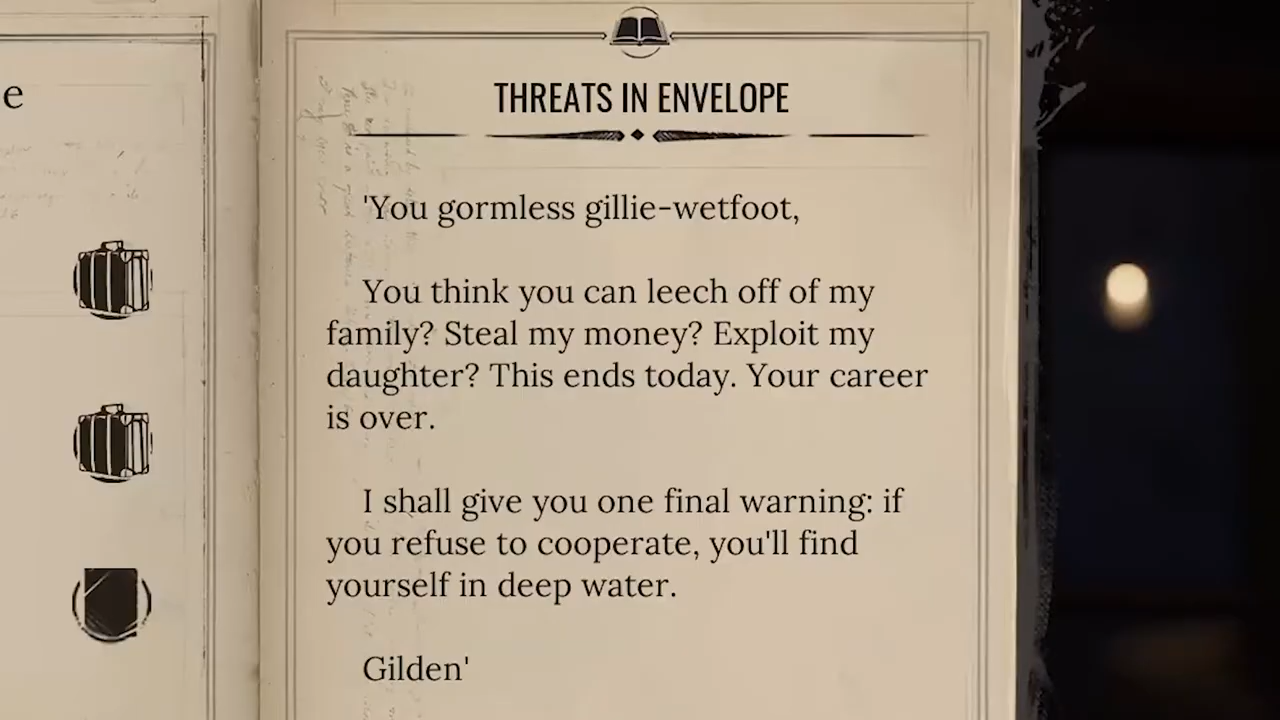 e
THREATS IN ENVELOPE
'You gormless gillie-wetfoot,
You think you can leech off of my
family? Steal my money? Exploit my
daughter? This ends today. Your career
is over.
I shall give you one final warning: if
you refuse to cooperate, you'll find
yourself in deep water.
Gilden'